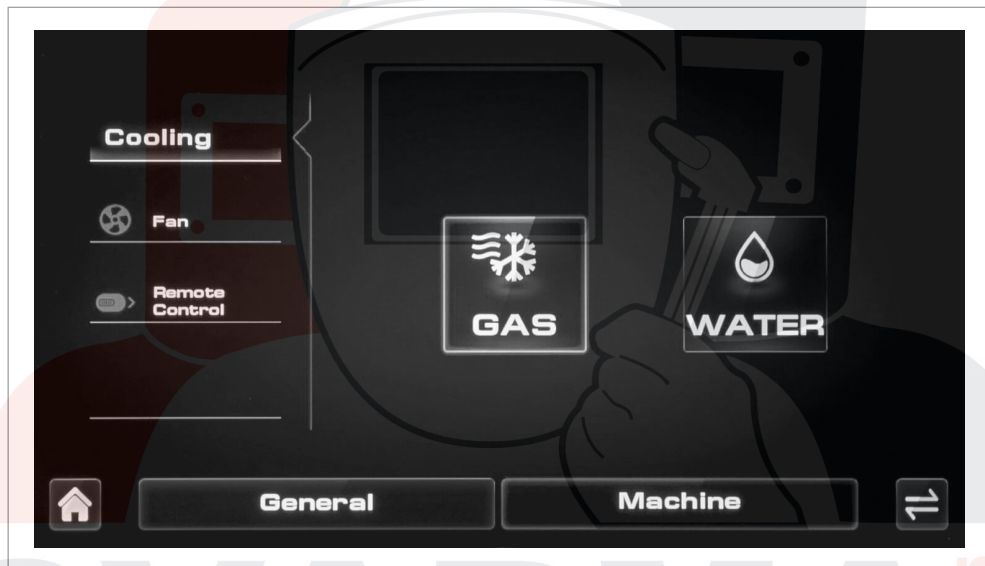 Cooling
Fan
Remote
Control
GAS
WATER
General
Machine